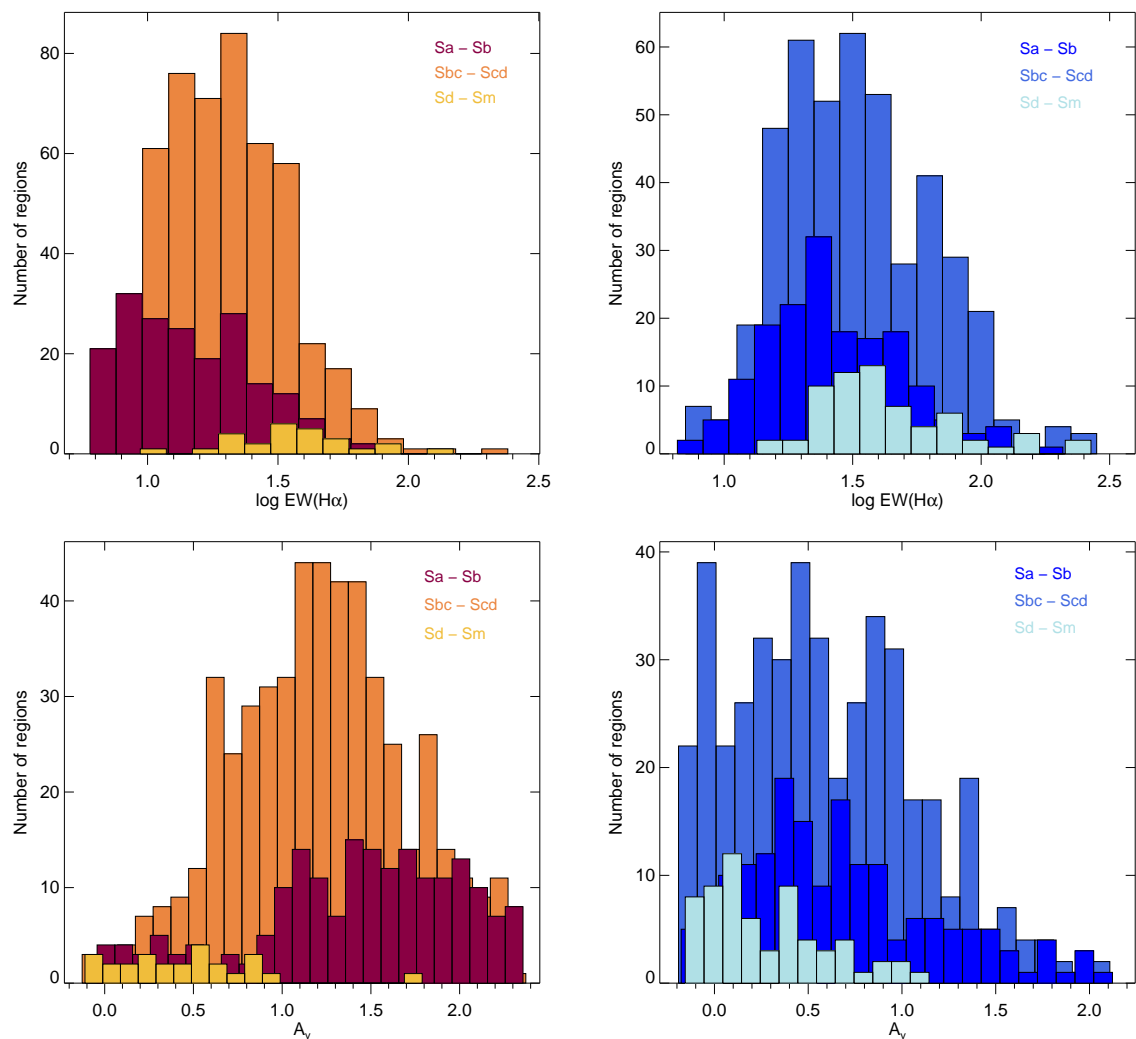 Sa − Sb
Sbc − Scd
Sd − Sm
Number of regions
80
60
40
20
0
1.0 1.5 2.0 2.5
log EW(Hα)
Sa − Sb
Sbc − Scd
Sd − Sm
Number of regions
60
50
40
30
20
10
0
1.0 1.5 2.0 2.5
log EW(Hα)
Sa − Sb
Sbc − Scd
Sd − Sm
Number of regions
40
30
20
10
0
0.0 0.5 1.0 1.5 2.0
Av
Sa − Sb
Sbc − Scd
Sd − Sm
Number of regions
40
30
20
10
0
0.0 0.5 1.0 1.5 2.0
Av